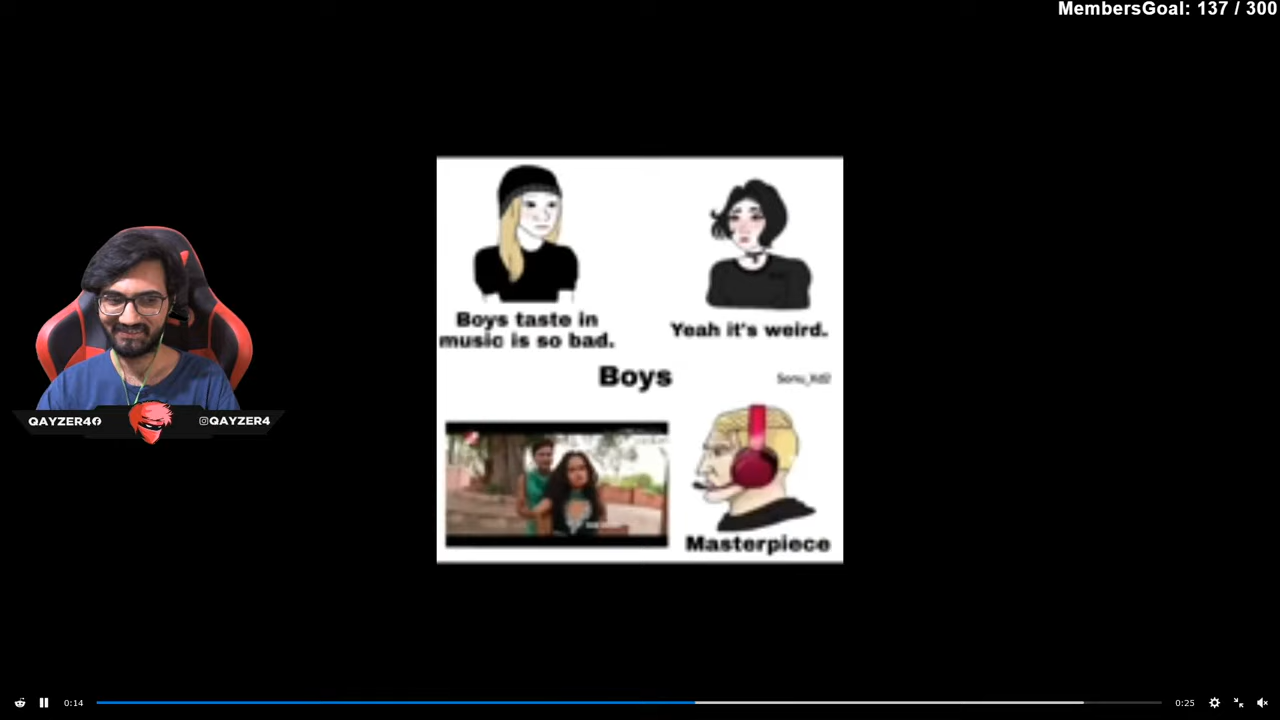 MembersGoal: 137 / 300
Boys taste in
music is so bad.
Yeah it's weird.
Boys
Masterpiece
QAYZER4
QAYZER4
0:14
0:25